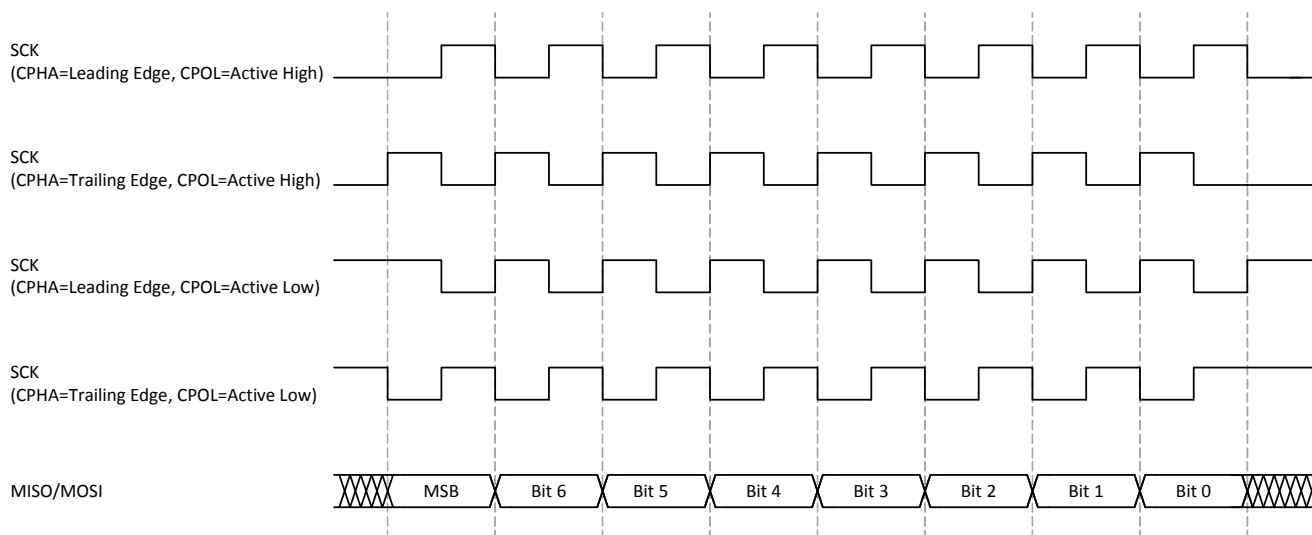 SCK
(CPHA=Leading Edge, CPOL=Active High)
SCK
(CPHA=Trailing Edge, CPOL=Active High)
SCK
(CPHA=Leading Edge, CPOL=Active Low)
SCK
(CPHA=Trailing Edge, CPOL=Active Low)
MISO/MOSI MSB Bit 6 Bit 5 Bit 4 Bit 3 Bit 2 Bit 1 Bit 0